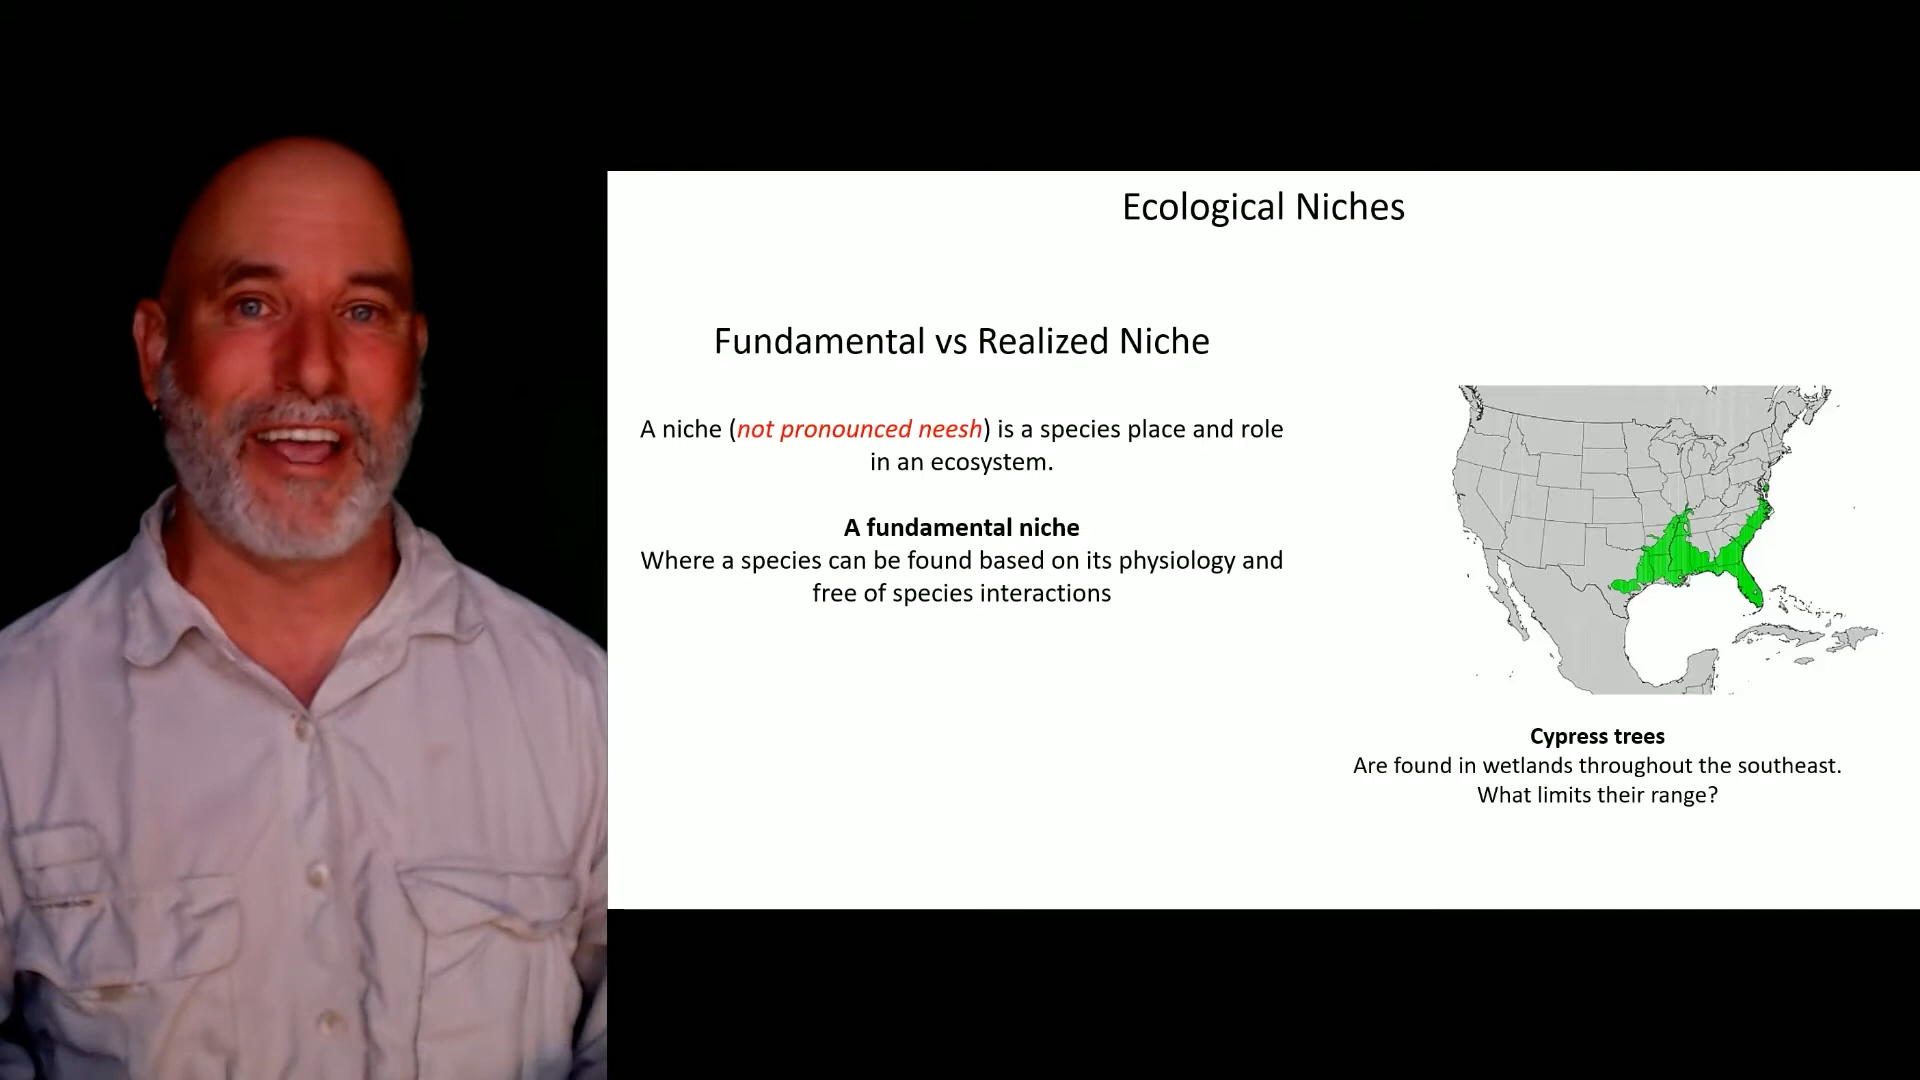 Ecological Niches
Fundamental vs Realized Niche
A niche (not pronounced neesh) is a species place and role
in an ecosystem.
A fundamental niche
Where a species can be found based on its physiology and
free of species interactions
Cypress trees
Are found in wetlands throughout the southeast.
What limits their range?